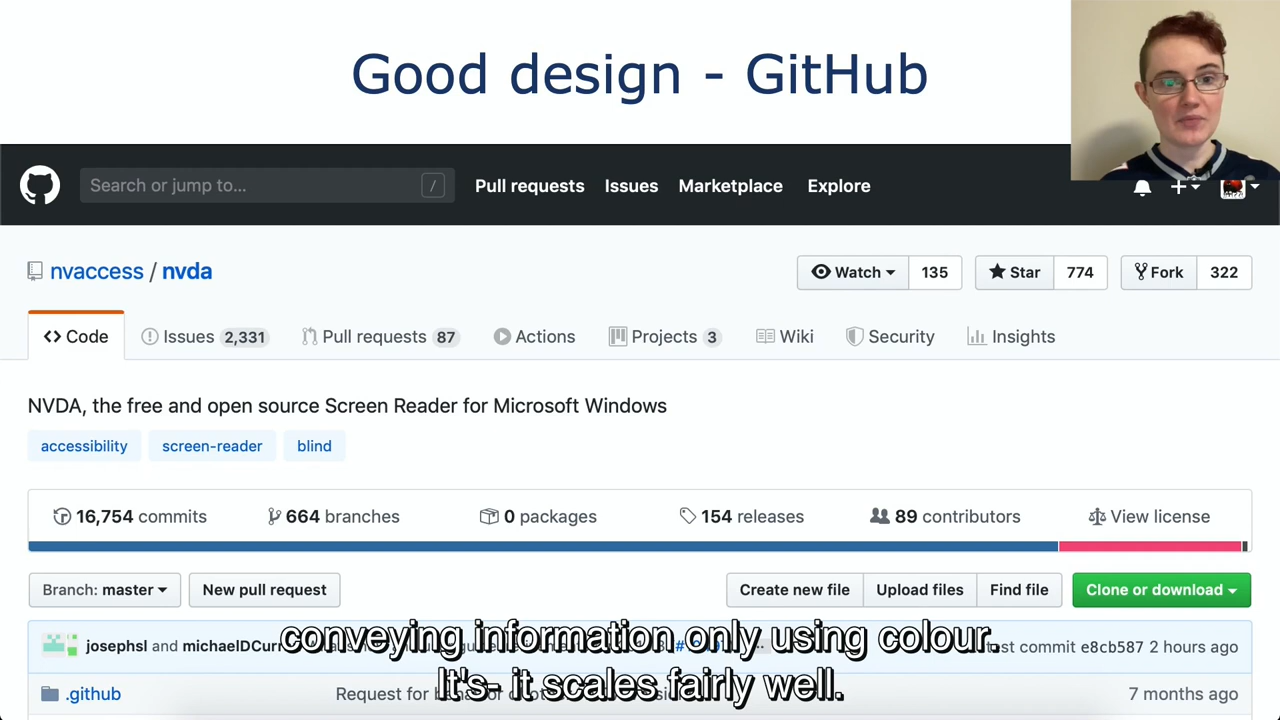 Good design - GitHub
Search or jump to...
/
Pull requests
Issues
Marketplace
Explore
nvaccess / nvda
Watch
135
Star
774
Fork
322
Code
Issues 2,331
Pull requests 87
Actions
Projects 3
Wiki
Security
Insights
NVDA, the free and open source Screen Reader for Microsoft Windows
accessibility
screen-reader
blind
16,754 commits
664 branches
0 packages
154 releases
89 contributors
View license
Branch: master
New pull request
Create new file
Upload files
Find file
Clone or download
josephsl and
commit e8cb587 2 hours ago
conveying information only using colour.
It's- it scales fairly well.
.github
Request for
7 months ago